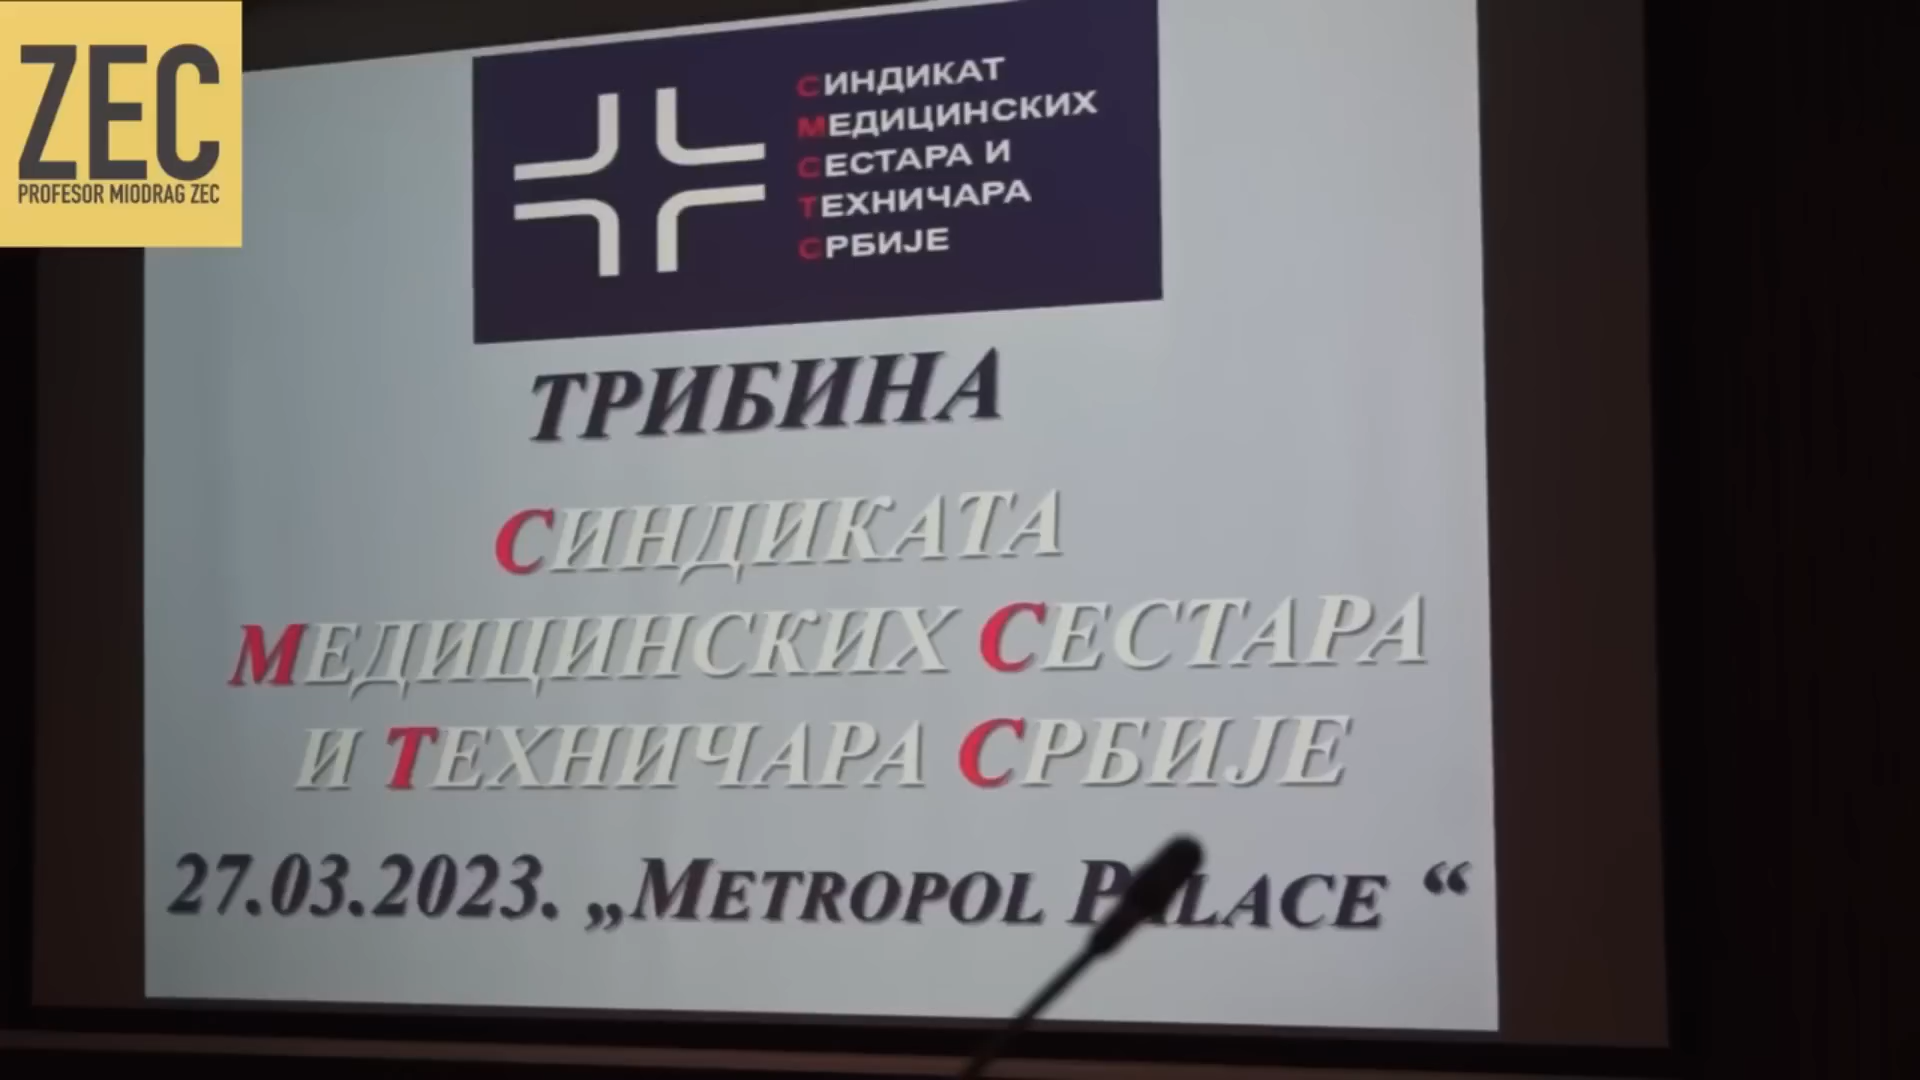 ZEC
PROFESOR MIODRAG ZEC
СИНДИКАТ
МЕДИЦИНСКИХ
СЕСТАРА И
ТЕХНИЧАРА
СРБИЈЕ
ТРИБИНА
СИНДИКАТА
МЕДИЦИНСКИХ СЕСТАРА
И ТЕХНИЧАРА СРБИЈЕ
27.03.2023. „METROPOL PALACE “